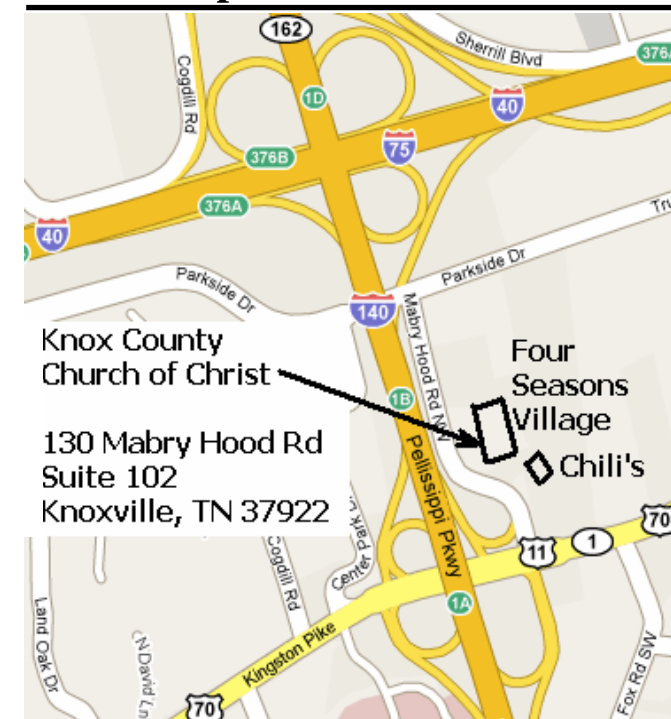 162
Sherrill Blvd
376A
Cogdill Rd
1D
40
75
376B
376A
40
Parkside Dr
Parkside Dr
140
Mabry Hood Rd NW
Knox County
Church of Christ
130 Mabry Hood Rd
Suite 102
Knoxville, TN 37922
Four
Seasons
Village
Chili's
1B
Pellissippi Pkwy
70
11
1
Cogdill Rd
Center Park
1A
Kingston Pike
Land Oak Dr
N David Ln
Fox Rd SW
70